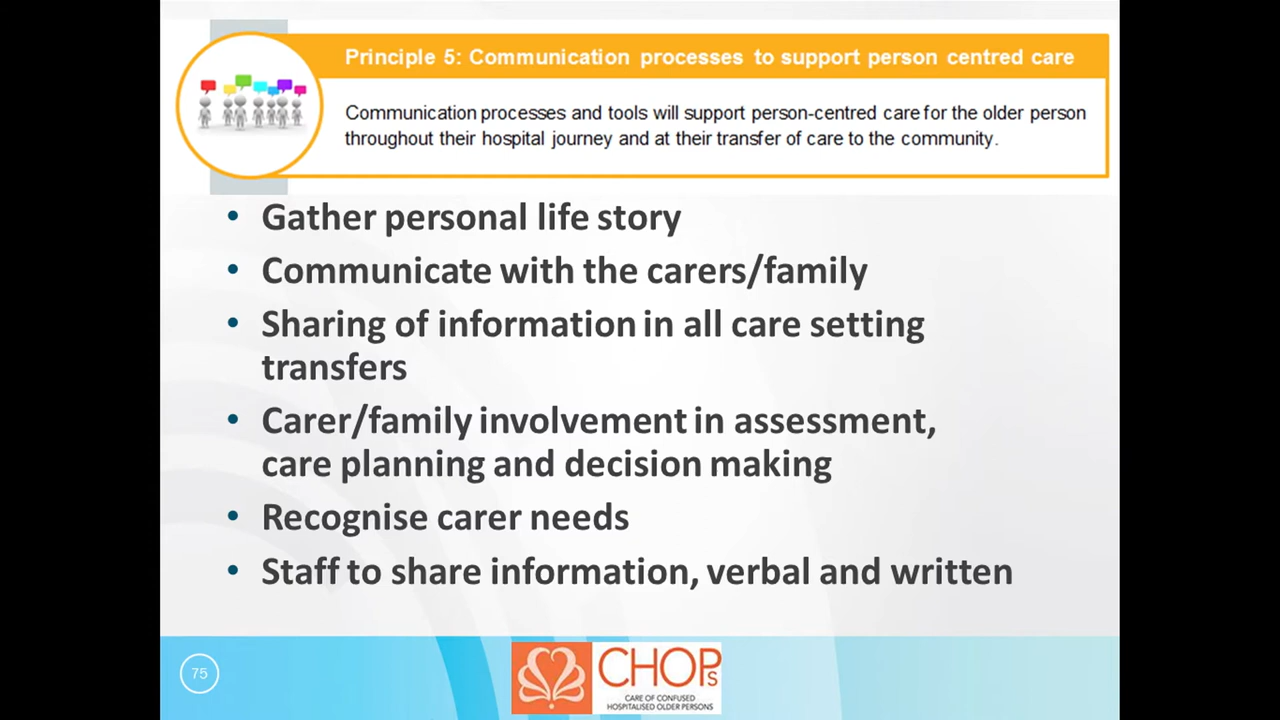 Principle 5: Communication processes to support person centred care
Communication processes and tools will support person-centred care for the older person
throughout their hospital journey and at their transfer of care to the community.
• Gather personal life story
• Communicate with the carers/family
• Sharing of information in all care setting
transfers
• Carer/family involvement in assessment,
care planning and decision making
• Recognise carer needs
• Staff to share information, verbal and written
75
CHOPs
CARE OF CONFUSED
HOSPITALISED OLDER PERSONS